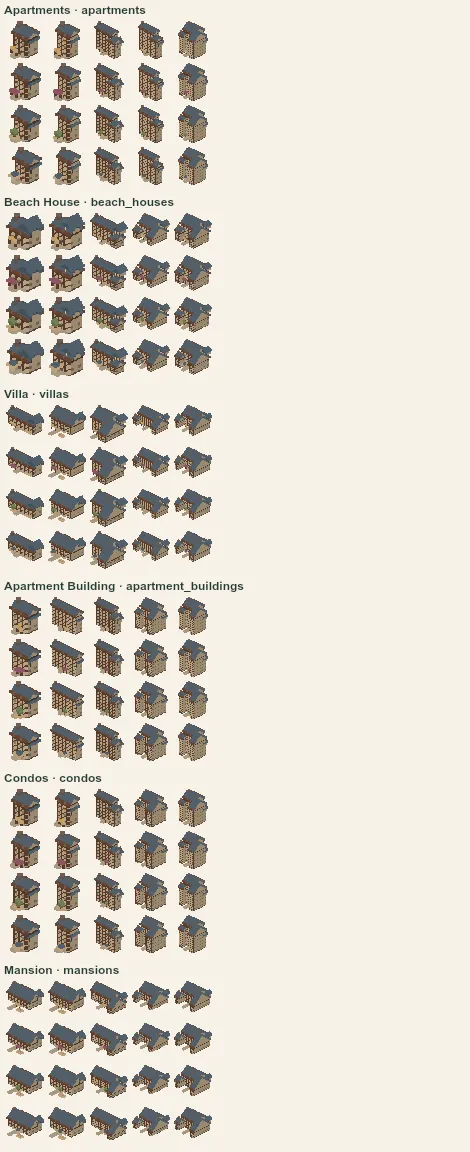 Apartments · apartments
Beach House · beach_houses
Villa · villas
Apartment Building · apartment_buildings
Condos · condos
Mansion · mansions